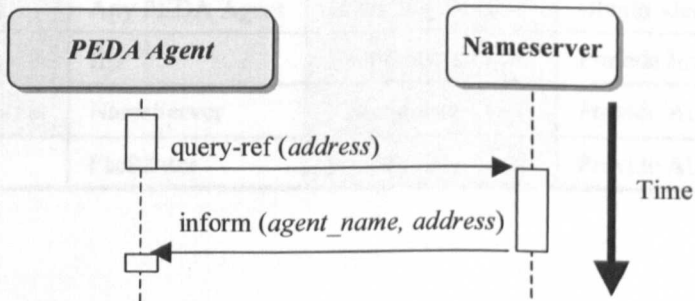 PEDA Agent
Nameserver
query-ref (address)
Time
inform (agent_name, address)